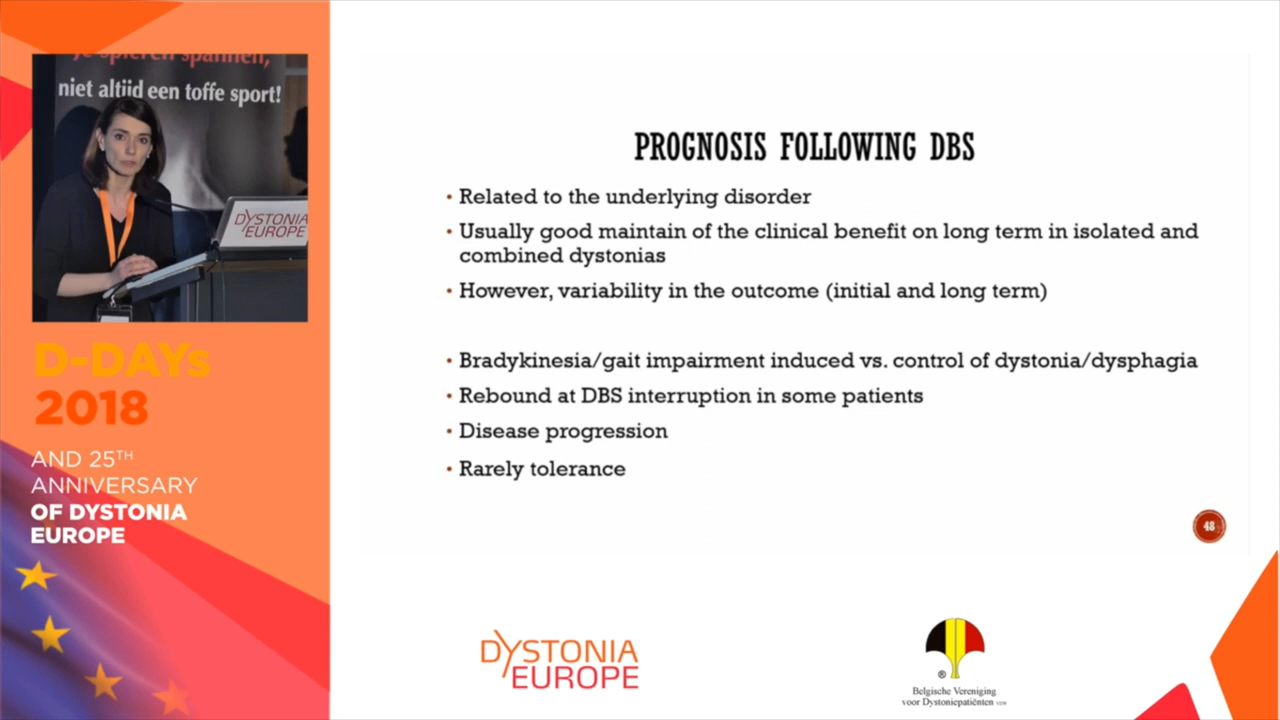 niet altijd een toffe sport!
DYSTONIA
EUROPE
D-DAYs
2018
AND 25TH
ANNIVERSARY
OF DYSTONIA
EUROPE
PROGNOSIS FOLLOWING DBS
• Related to the underlying disorder
• Usually good maintain of the clinical benefit on long term in isolated and
combined dystonias
• However, variability in the outcome (initial and long term)
• Bradykinesia/gait impairment induced vs. control of dystonia/dysphagia
• Rebound at DBS interruption in some patients
• Disease progression
• Rarely tolerance
48
DYSTONIA
EUROPE
®
Belgische Vereniging
voor Dystoniepatiënten vzw